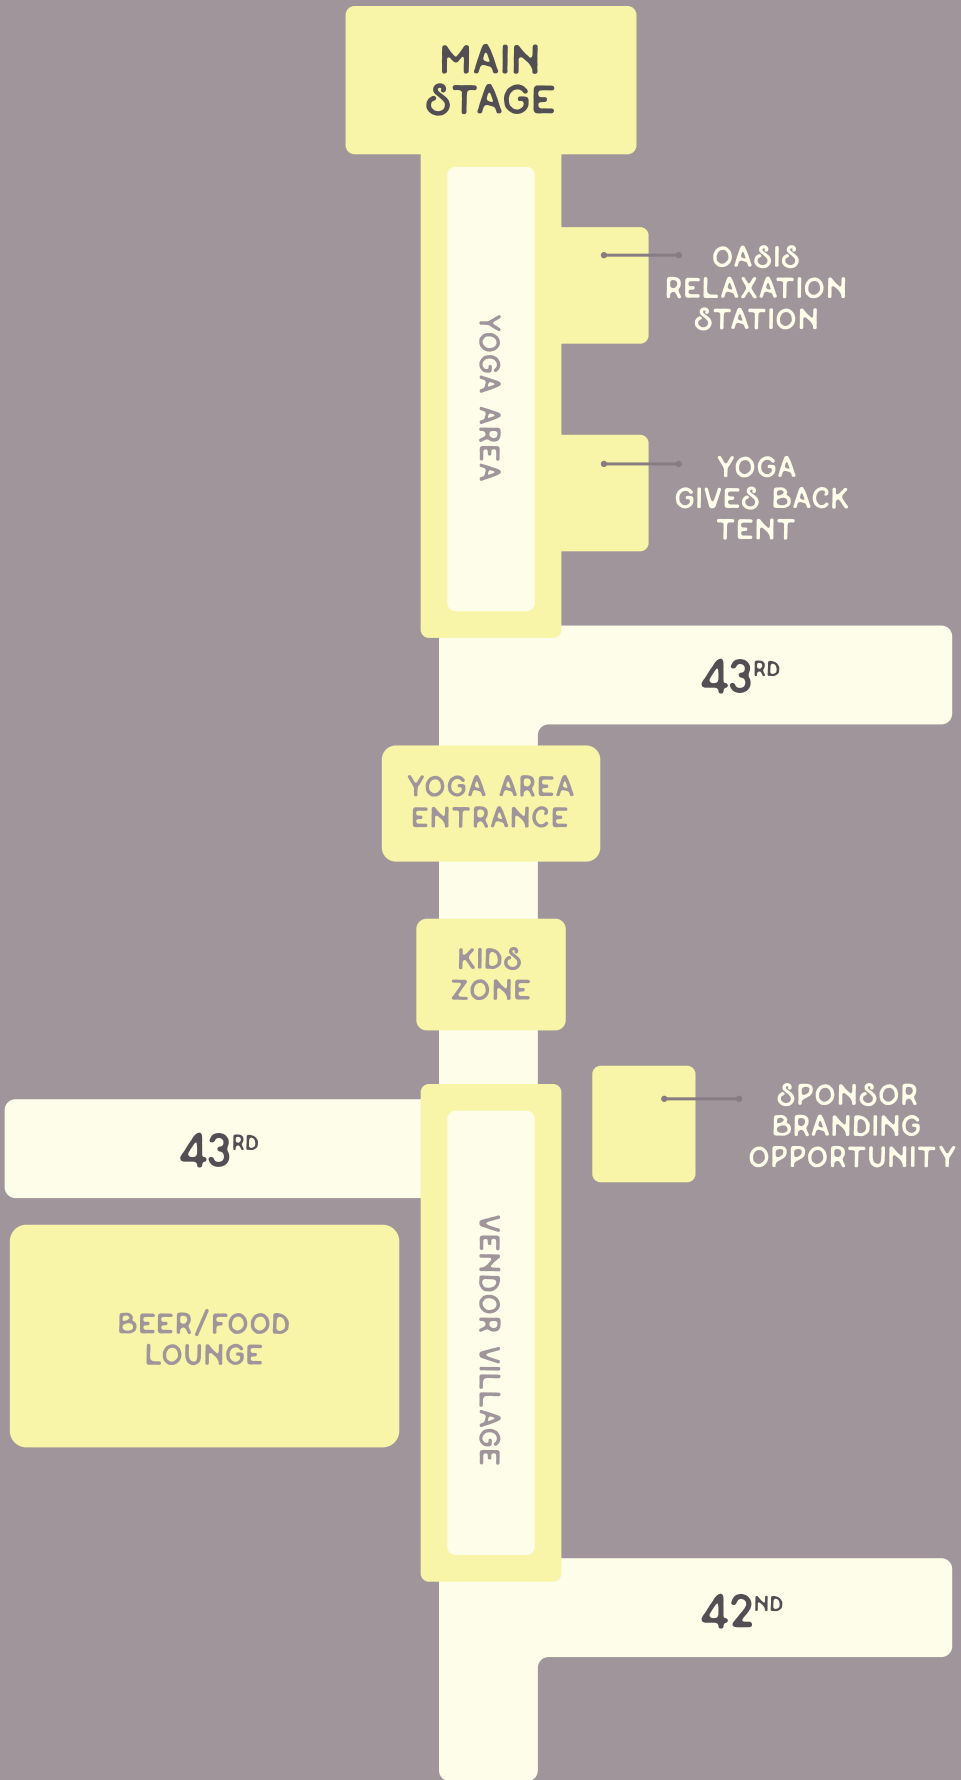 MAIN
STAGE
OASIS
RELAXATION
STATION
YOGA AREA
YOGA
GIVES BACK
TENT
43RD
YOGA AREA
ENTRANCE
KIDS
ZONE
SPONSOR
BRANDING
OPPORTUNITY
43RD
VENDOR VILLAGE
BEER/FOOD
LOUNGE
42ND